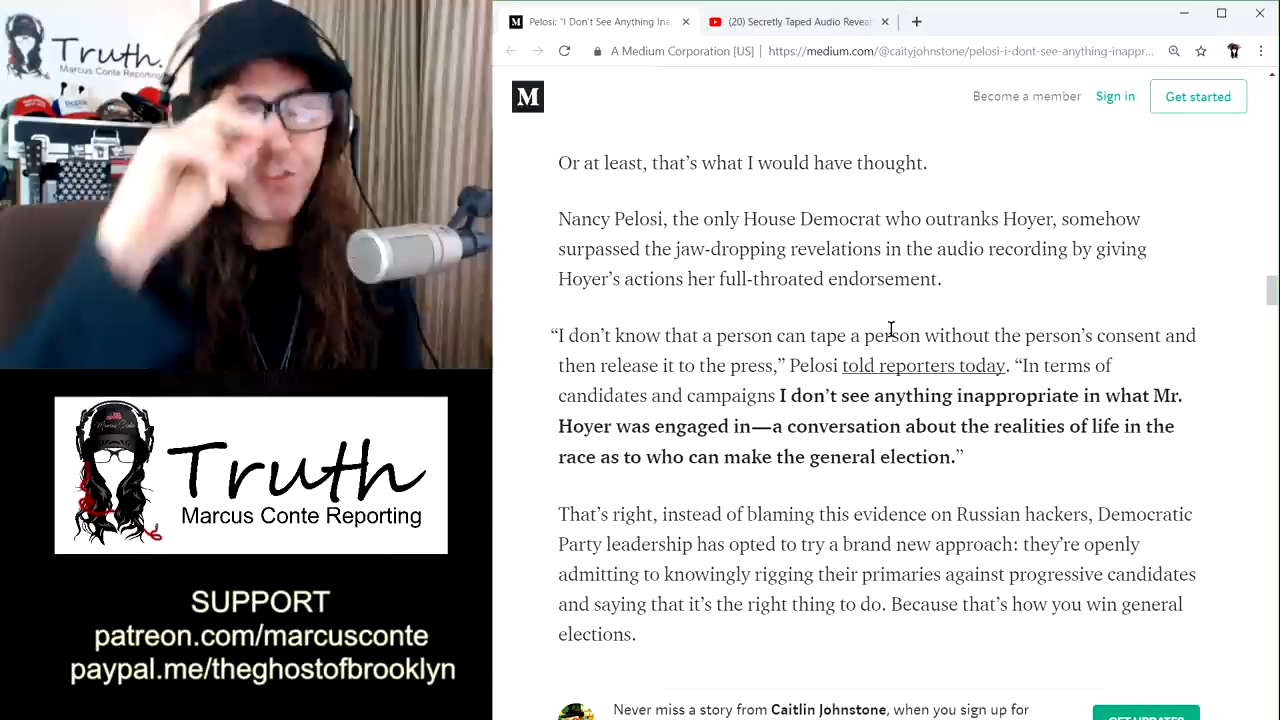 Truth.
Marcus Conte Reporting
Pelosi: "I Don't See Anything Ina
(20) Secretly Taped Audio Reveal
A Medium Corporation [US] | https://medium.com/@caityjohnstone/pelosi-i-dont-see-anything-inappr...
M
Become a member Sign in Get started
Or at least, that’s what I would have thought.
Nancy Pelosi, the only House Democrat who outranks Hoyer, somehow
surpassed the jaw-dropping revelations in the audio recording by giving
Hoyer’s actions her full-throated endorsement.
“I don’t know that a person can tape a person without the person’s consent and
then release it to the press,” Pelosi told reporters today. “In terms of
candidates and campaigns I don’t see anything inappropriate in what Mr.
Hoyer was engaged in—a conversation about the realities of life in the
race as to who can make the general election.”
That’s right, instead of blaming this evidence on Russian hackers, Democratic
Party leadership has opted to try a brand new approach: they’re openly
admitting to knowingly rigging their primaries against progressive candidates
and saying that it’s the right thing to do. Because that’s how you win general
elections.
Never miss a story from Caitlin Johnstone, when you sign up for
GET UPDATES
Truth
Marcus Conte Reporting
SUPPORT
patreon.com/marcusconte
paypal.me/theghostofbrooklyn